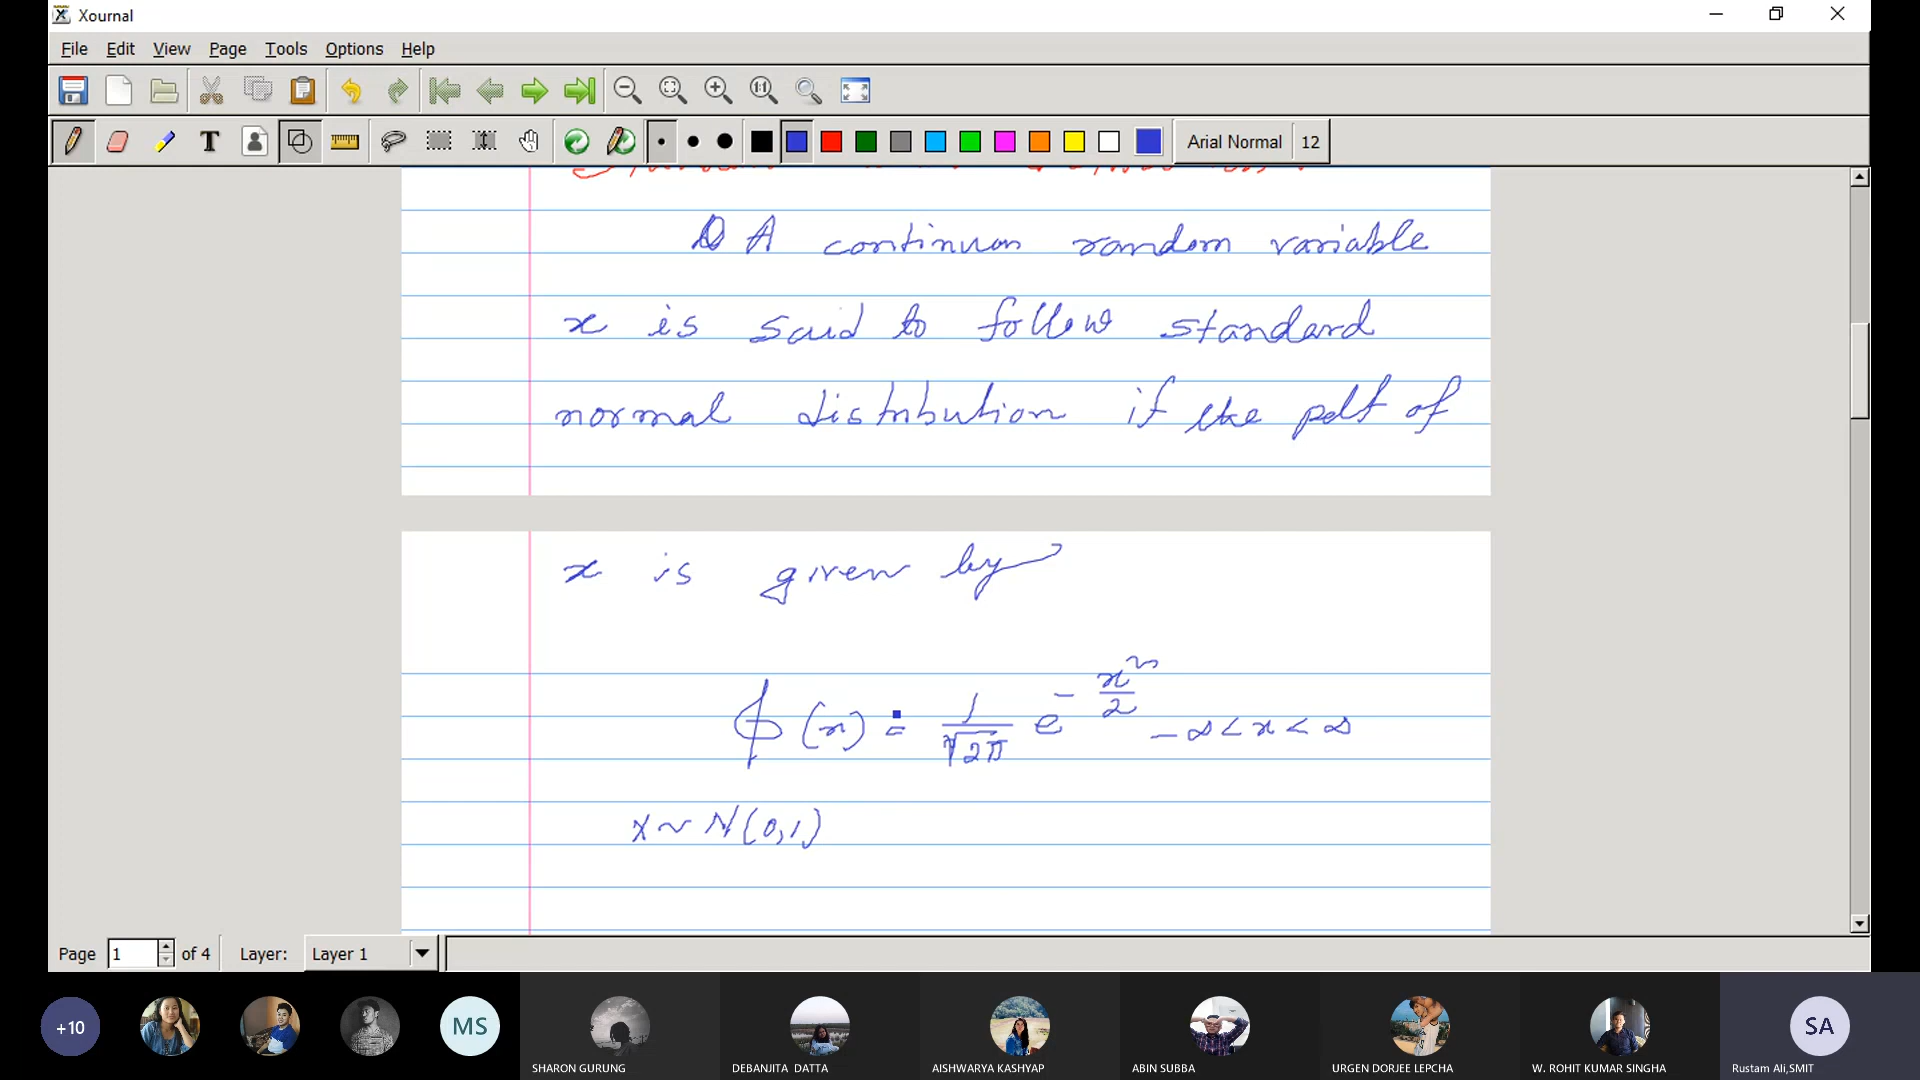 Xournal
File Edit View Page Tools Options Help
Arial Normal 12
A continuon random variable
x is said to follow standard
normal distribution if the pdf of
x is given by
ϕ(x) = 1/√2π e^(-x²/2) -∞ < x < ∞
X ~ N(0,1)
Page 1 of 4 Layer: Layer 1
+10 MS SA
SHARON GURUNG DEBANJITA DATTA AISHWARYA KASHYAP ABIN SUBBA URGEN DORJEE LEPCHA W. ROHIT KUMAR SINGHA Rustam Ali,SMIT